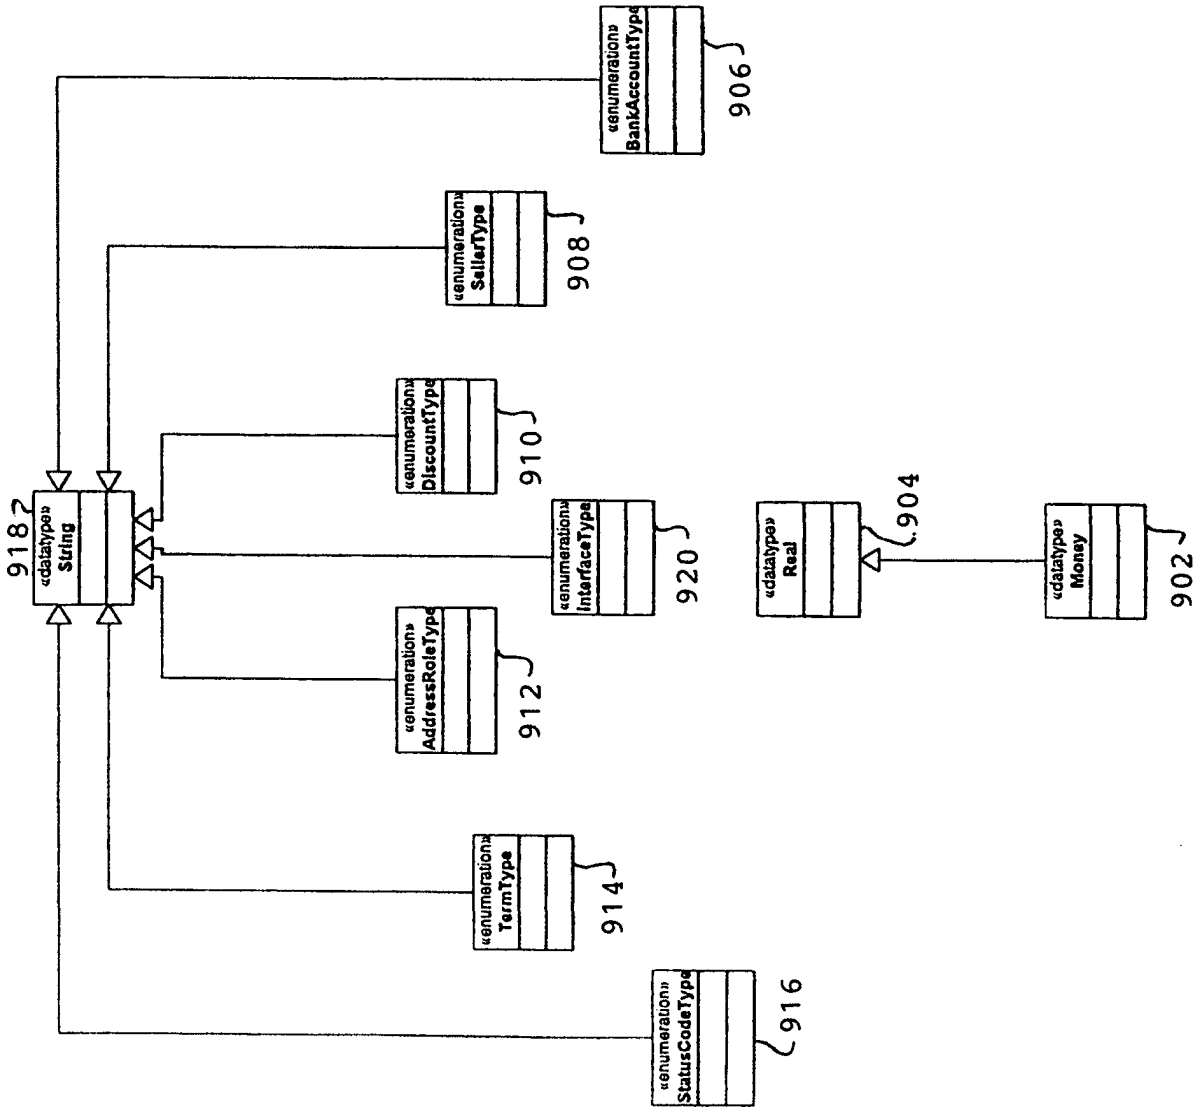 918
«datatype»
String
«enumeration»
AddressRoleType
912
«enumeration»
DiscountType
910
«enumeration»
SellerType
908
«enumeration»
TermType
914
«enumeration»
InterfaceType
920
«enumeration»
BankAccountType
906
«enumeration»
StatusCodeType
916
«datatype»
Real
904
«datatype»
Money
902